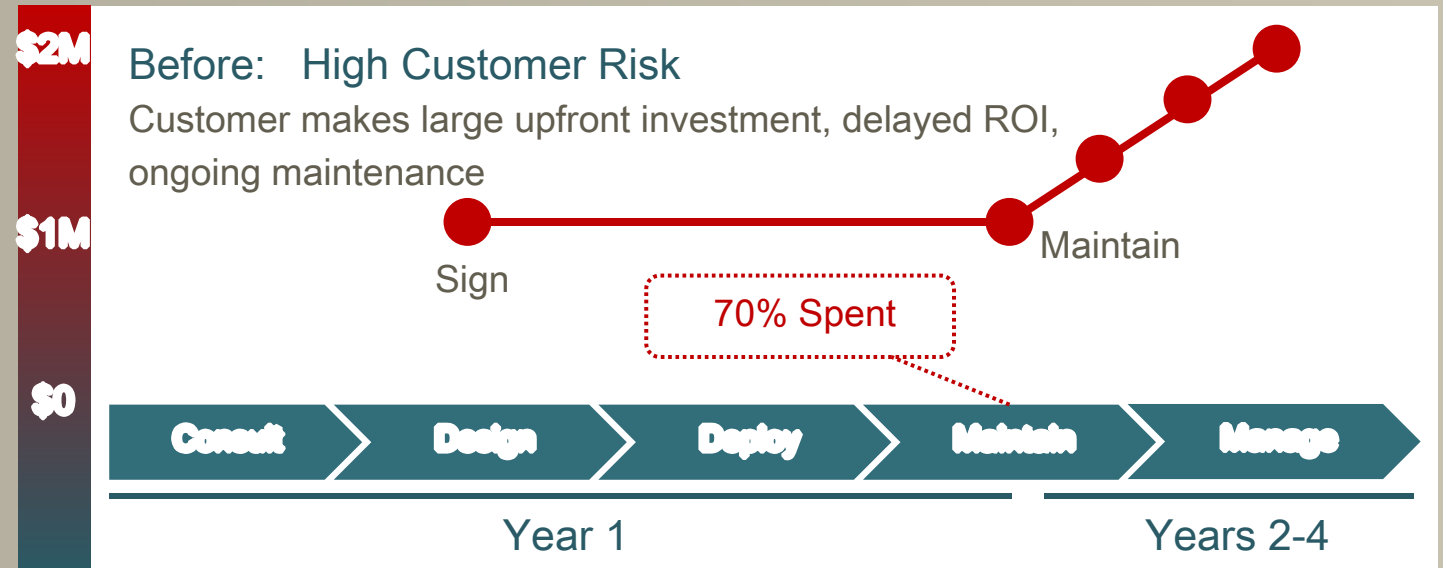 $2M
Before: High Customer Risk
Customer makes large upfront investment, delayed ROI,
ongoing maintenance
$1M
Maintain
Sign
70% Spent
$0
Consult
Design
Deploy
Maintain
Manage
Year 1
Years 2-4